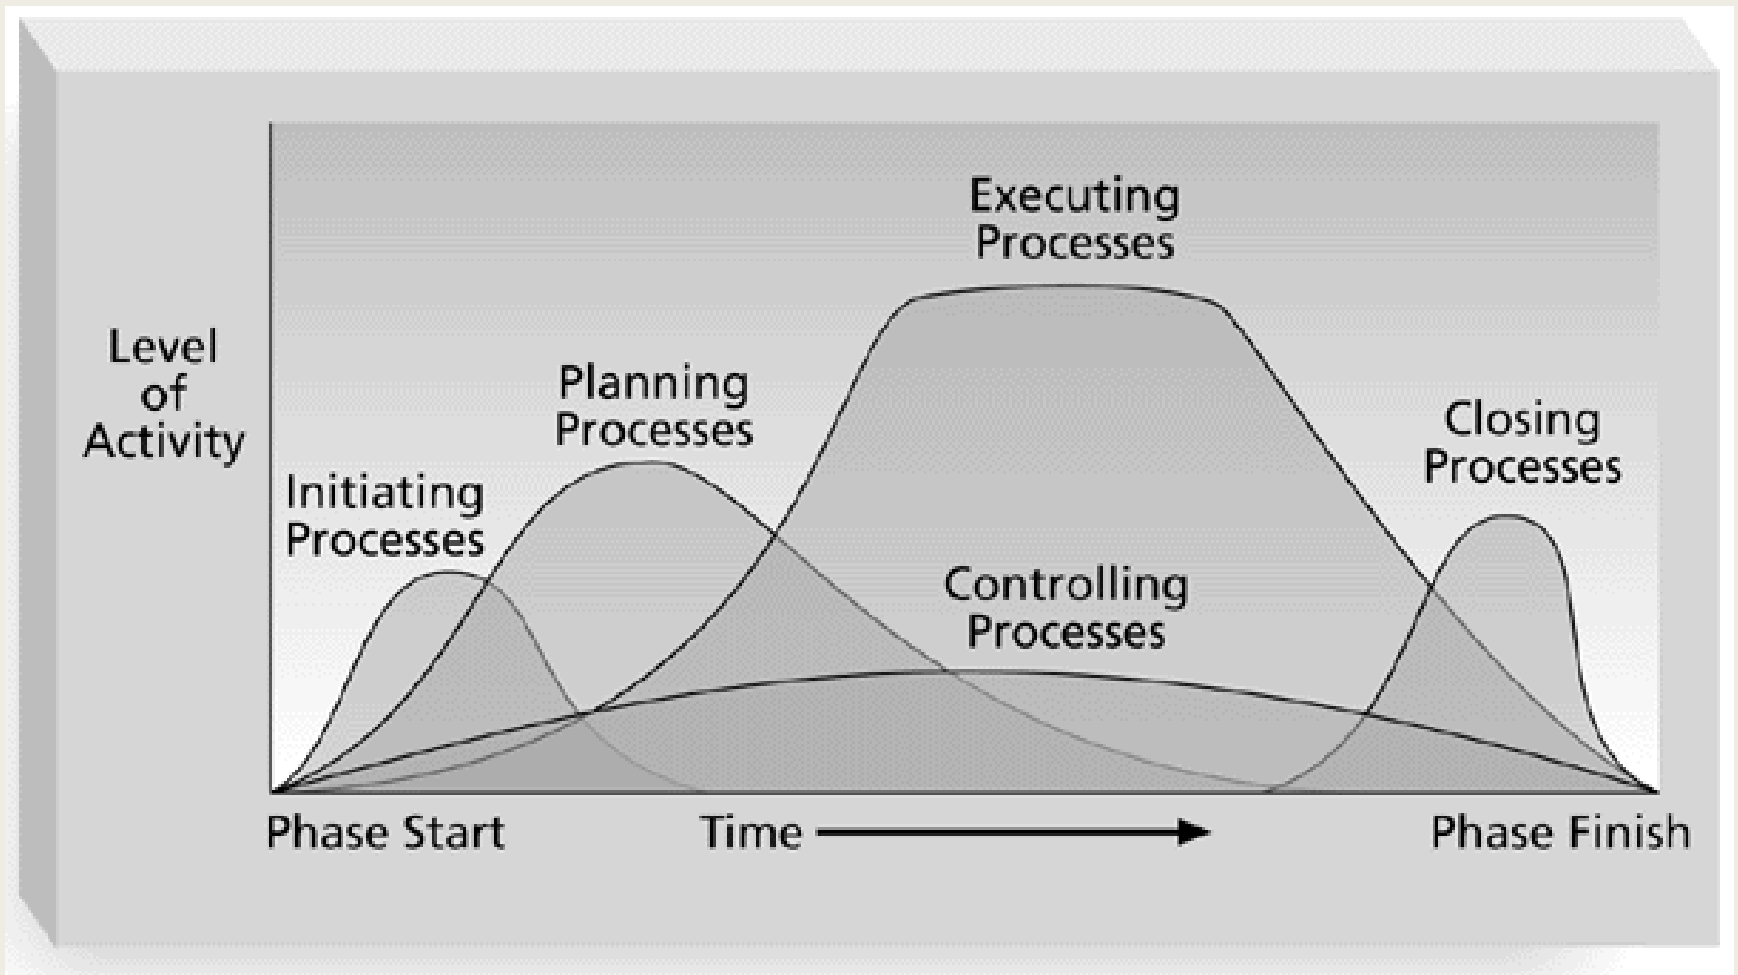 Executing
Processes
Level
of
Activity
Planning
Processes
Closing
Processes
Initiating
Processes
Controlling
Processes
Phase Start
Time
Phase Finish